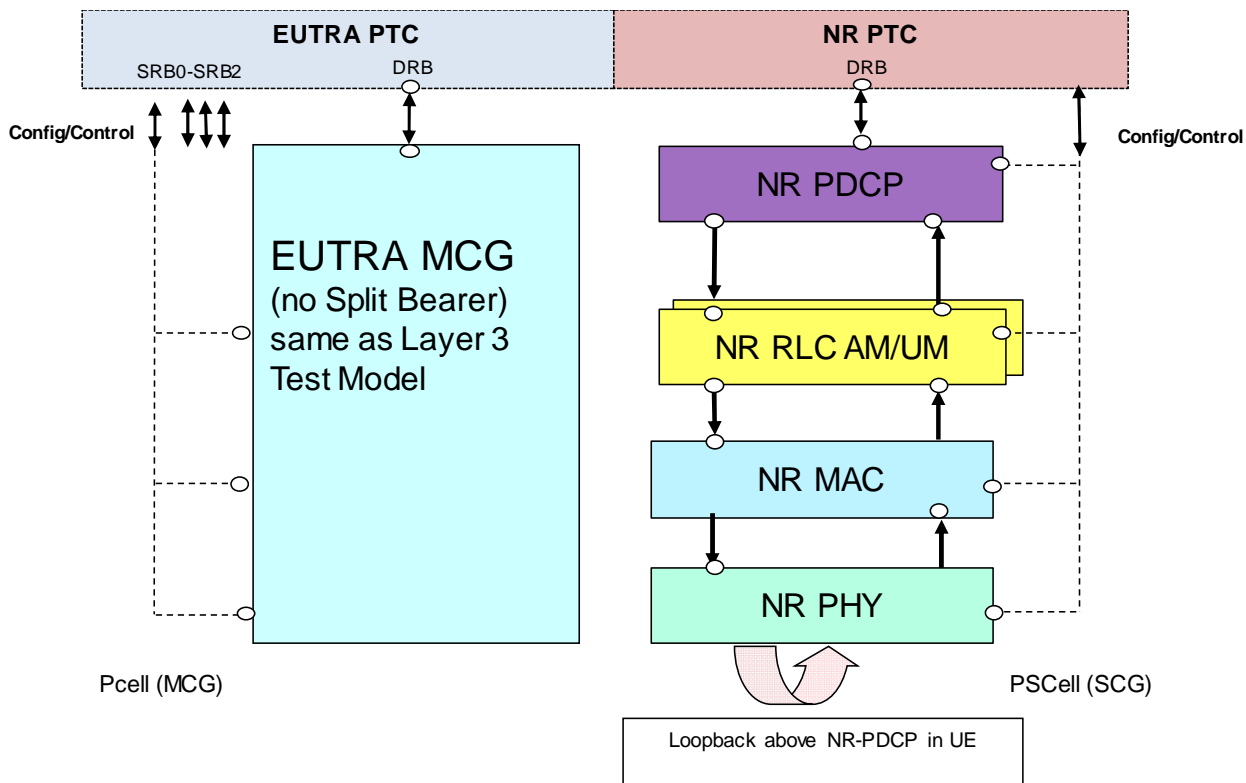 EUTRA PTC
NR PTC
SRB0-SRB2
DRB
DRB
Config/Control
Config/Control
EUTRA MCG
(no Split Bearer)
same as Layer 3
Test Model
NR PDCP
NR RLC AM/UM
NR MAC
NR PHY
Pcell (MCG)
PSCell (SCG)
Loopback above NR-PDCP in UE